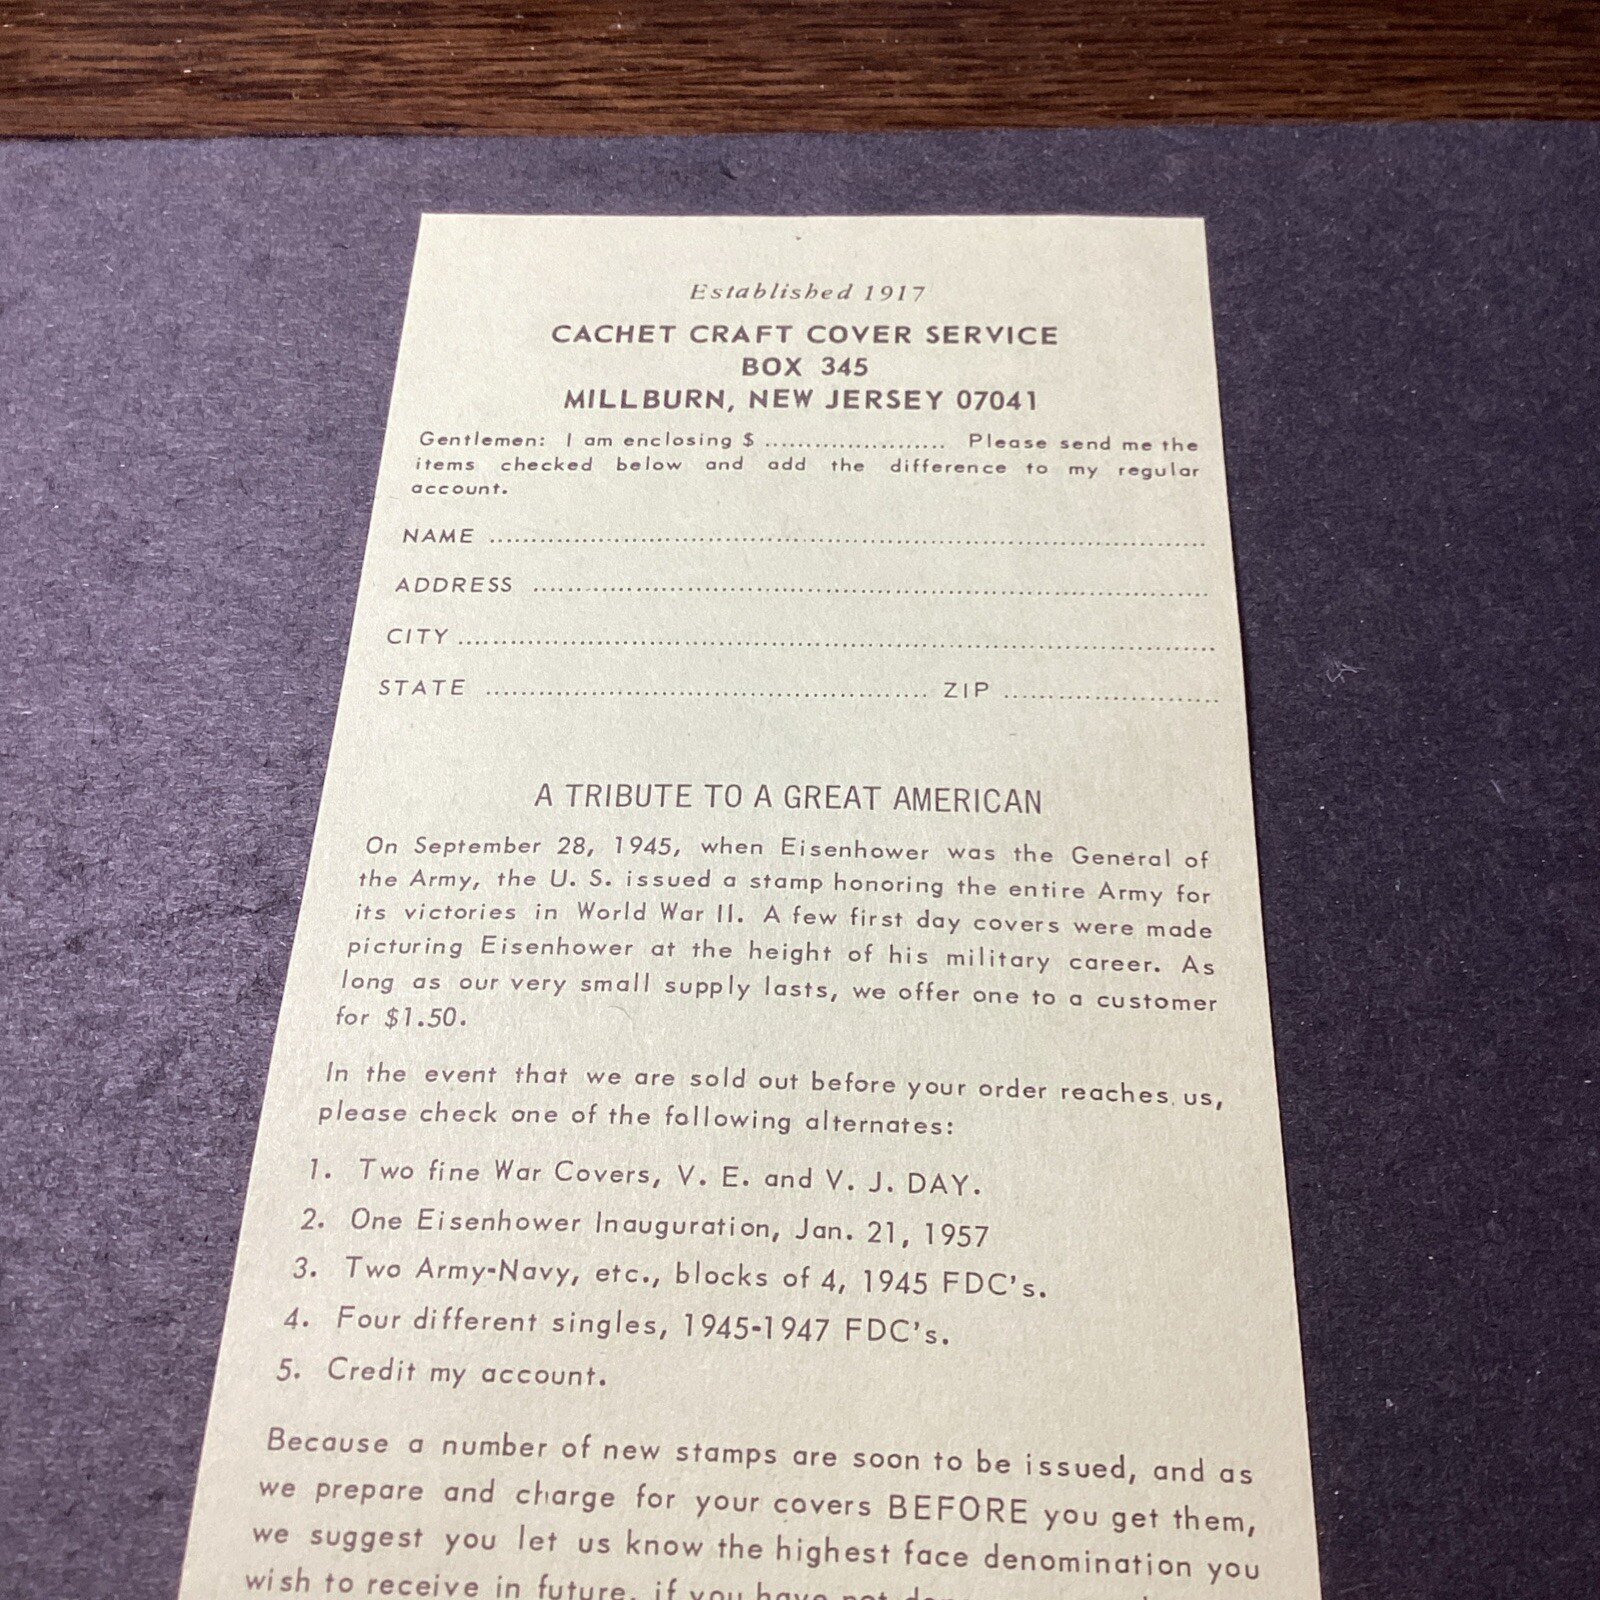 Established 1917
CACHET CRAFT COVER SERVICE
BOX 345
MILLBURN, NEW JERSEY 07041
Gentlemen: I am enclosing $ ...................... Please send me the
items checked below and add the difference to my regular
account.
NAME ....................................................................................
ADDRESS ................................................................................
CITY .........................................................................................
STATE ..................................................... ZIP ..........................
A TRIBUTE TO A GREAT AMERICAN
On September 28, 1945, when Eisenhower was the General of
the Army, the U. S. issued a stamp honoring the entire Army for
its victories in World War II. A few first day covers were made
picturing Eisenhower at the height of his military career. As
long as our very small supply lasts, we offer one to a customer
for $1.50.
In the event that we are sold out before your order reaches us,
please check one of the following alternates:
1. Two fine War Covers, V. E. and V. J. DAY.
2. One Eisenhower Inauguration, Jan. 21, 1957
3. Two Army-Navy, etc., blocks of 4, 1945 FDC's.
4. Four different singles, 1945-1947 FDC's.
5. Credit my account.
Because a number of new stamps are soon to be issued, and as
we prepare and charge for your covers BEFORE you get them,
we suggest you let us know the highest face denomination you
wish to receive in future, if you have not